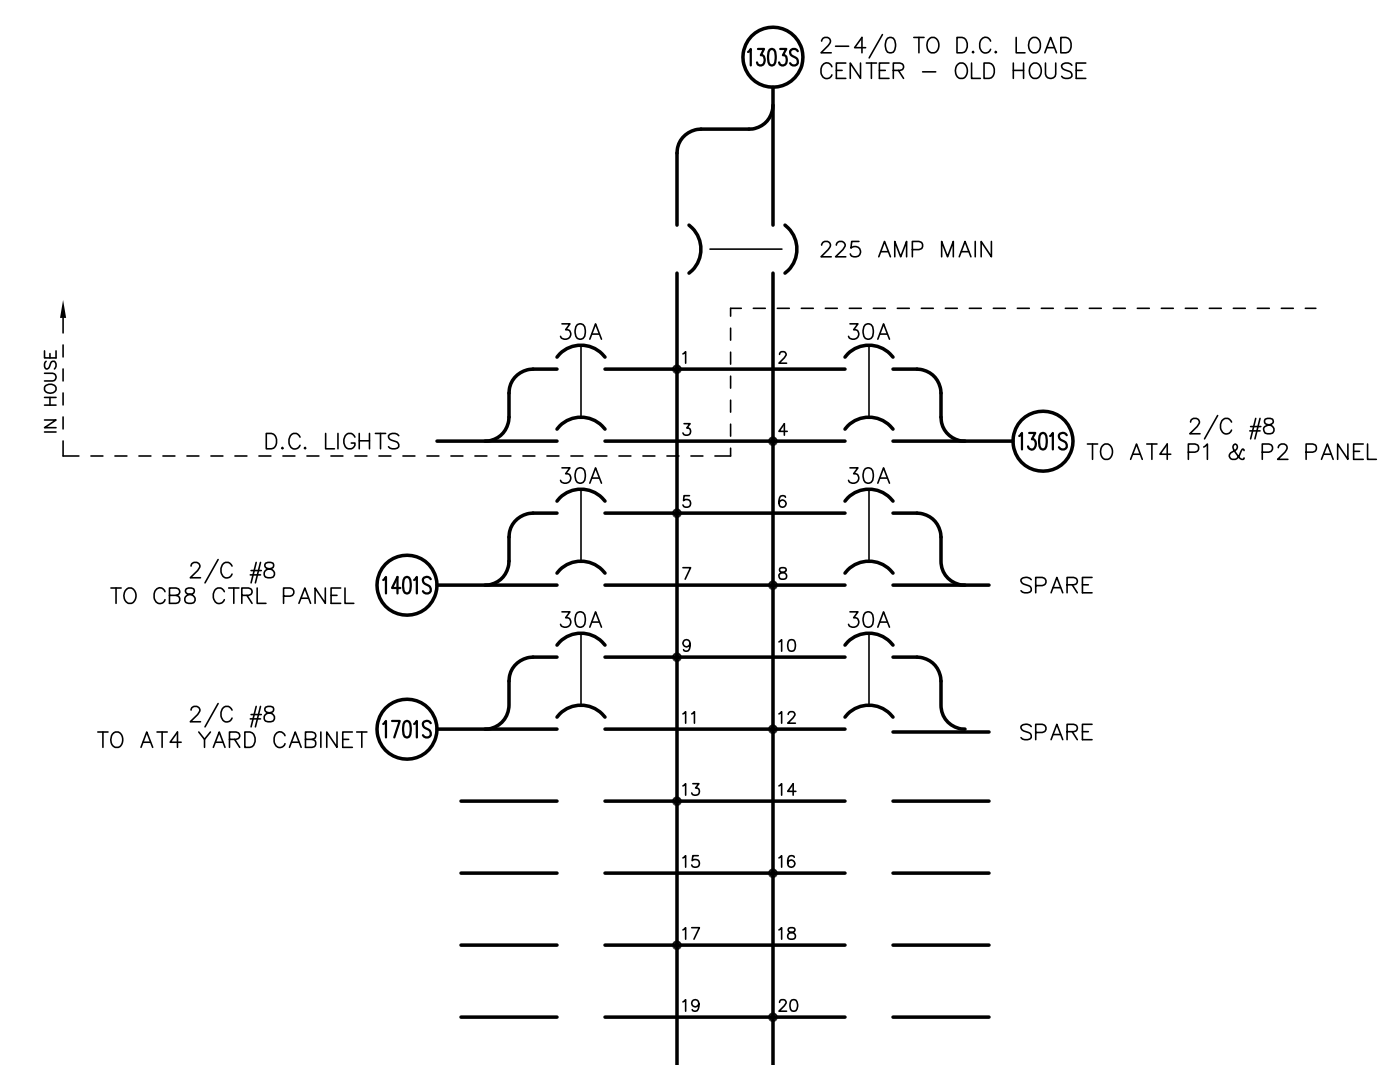 1303S
2-4/0 TO D.C. LOAD
CENTER - OLD HOUSE
225 AMP MAIN
IN HOUSE
30A
30A
1
2
D.C. LIGHTS
3
4
1301S
2/C #8
TO AT4 P1 & P2 PANEL
30A
30A
5
6
2/C #8
TO CB8 CTRL PANEL
1401S
7
8
SPARE
30A
30A
9
10
2/C #8
TO AT4 YARD CABINET
1701S
11
12
SPARE
13
14
15
16
17
18
19
20